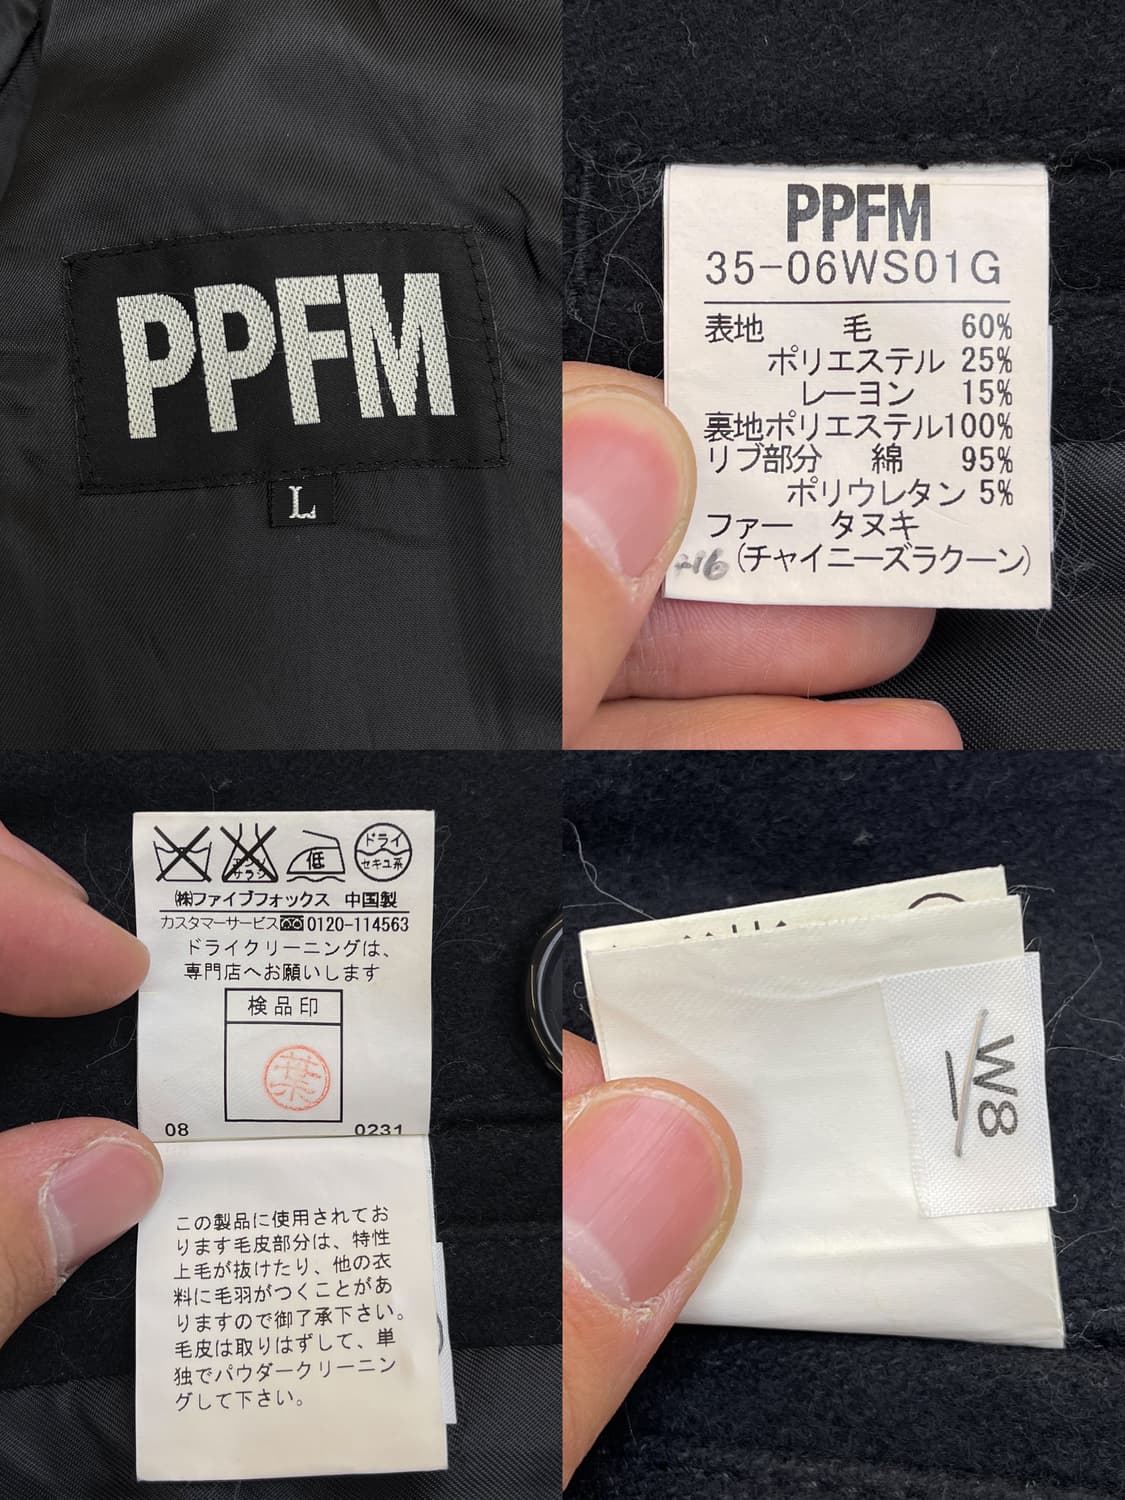 PPFM
L
PPFM
35-06WS01G
表地 毛 60%
ポリエステル 25%
レーヨン 15%
裏地ポリエステル100%
リブ部分 綿 95%
ポリウレタン 5%
ファー タヌキ
(チャイニーズラクーン)
-16
エンソ サラシ
低
ドライ
セキユ系
㈱ファイブフォックス 中国製
カスタマーサービス 0120-114563
ドライクリーニングは、
専門店へお願いします
検品印
葉
08 0231
この製品に使用されてお
ります毛皮部分は、特性
上毛が抜けたり、他の衣
料に毛羽がつくことがあ
りますので御了承下さい。
毛皮は取りはずして、単
独でパウダークリーニン
グして下さい。
W8